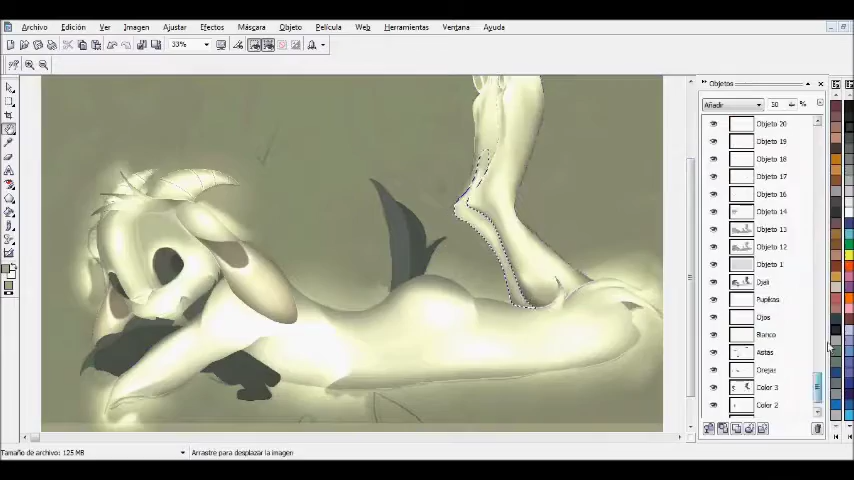 Archivo Edición Ver Imagen Ajustar Efectos Máscara Objeto Película Web Herramientas Ventana Ayuda
33%
Objetos
Añadir 50 %
Objeto 20
Objeto 19
Objeto 18
Objeto 17
Objeto 16
Objeto 14
Objeto 13
Objeto 12
Objeto 1
Djali
Pupilas
Ojos
Blanco
Astas
Orejas
Color 3
Color 2
Tamaño de archivo: 125 MB Arrastre para desplazar la imagen